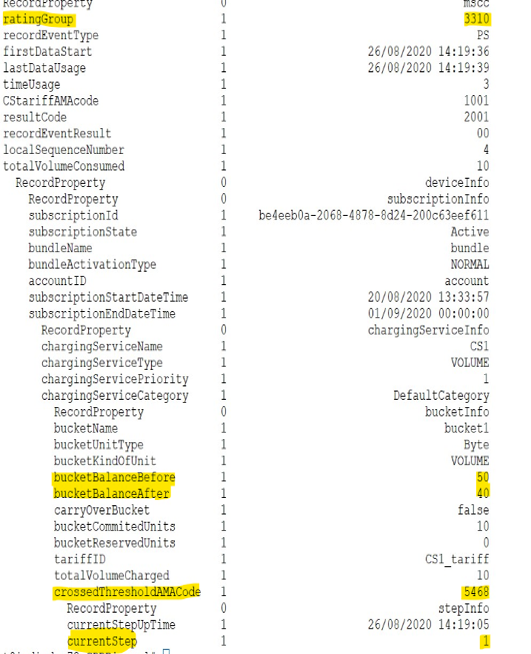 RecordProperty 0 mscc
ratingGroup 1 3310
recordEventType 1 PS
firstDataStart 1 26/08/2020 14:19:36
lastDataUsage 1 26/08/2020 14:19:39
timeUsage 1 3
CStariffAMAcode 1 1001
resultCode 1 2001
recordEventResult 1 00
localSequenceNumber 1 4
totalVolumeConsumed 1 10
RecordProperty 0 deviceInfo
RecordProperty 0 subscriptionInfo
subscriptionId 1 be4eeb0a-2068-4878-8d24-200c63eef611
subscriptionState 1 Active
bundleName 1 bundle
bundleActivationType 1 NORMAL
accountID 1 account
subscriptionStartDateTime 1 20/08/2020 13:33:57
subscriptionEndDateTime 1 01/09/2020 00:00:00
RecordProperty 0 chargingServiceInfo
chargingServiceName 1 CS1
chargingServiceType 1 VOLUME
chargingServicePriority 1 1
chargingServiceCategory 1 DefaultCategory
RecordProperty 0 bucketInfo
bucketName 1 bucket1
bucketUnitType 1 Byte
bucketKindOfUnit 1 VOLUME
bucketBalanceBefore 1 50
bucketBalanceAfter 1 40
carryOverBucket 1 false
bucketCommitedUnits 1 10
bucketReservedUnits 1 0
tariffID 1 CS1_tariff
totalVolumeCharged 1 10
crossedThresholdAMACode 1 5468
RecordProperty 0 stepInfo
currentStepUpTime 1 26/08/2020 14:19:05
currentStep 1 1